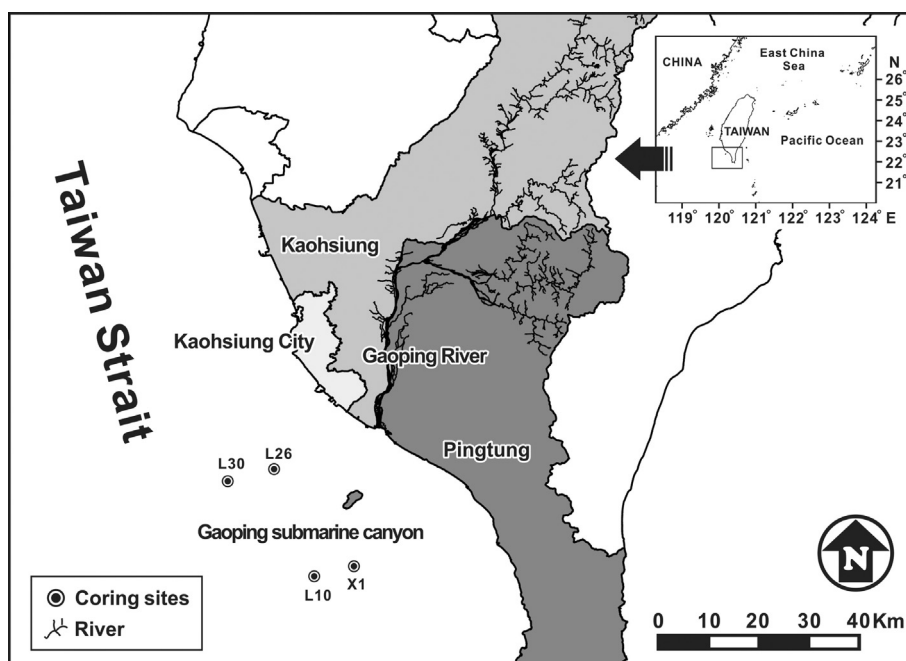 CHINA
East China
Sea
N
26°
25°
24°
23°
22°
21°
TAIWAN
Pacific Ocean
119° 120° 121° 122° 123° 124° E
Taiwan Strait
Kaohsiung
Kaohsiung City
Gaoping River
Pingtung
L30
L26
Gaoping submarine canyon
L10
X1
Coring sites
River
N
0 10 20 30 40 Km